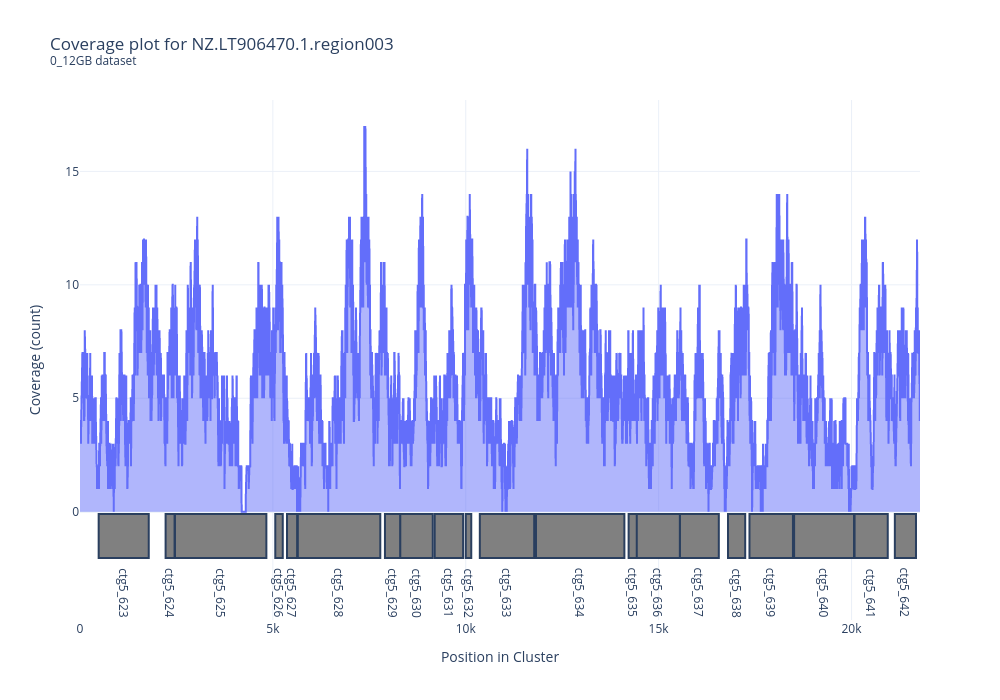 Coverage plot for NZ.LT906470.1.region003
0_12GB dataset
Coverage (count)
15
10
5
0
ctg5_623
ctg5_624
ctg5_625
ctg5_626
ctg5_627
ctg5_628
ctg5_629
ctg5_630
ctg5_631
ctg5_632
ctg5_633
ctg5_634
ctg5_635
ctg5_636
ctg5_637
ctg5_638
ctg5_639
ctg5_640
ctg5_641
ctg5_642
0
5k
10k
15k
20k
Position in Cluster